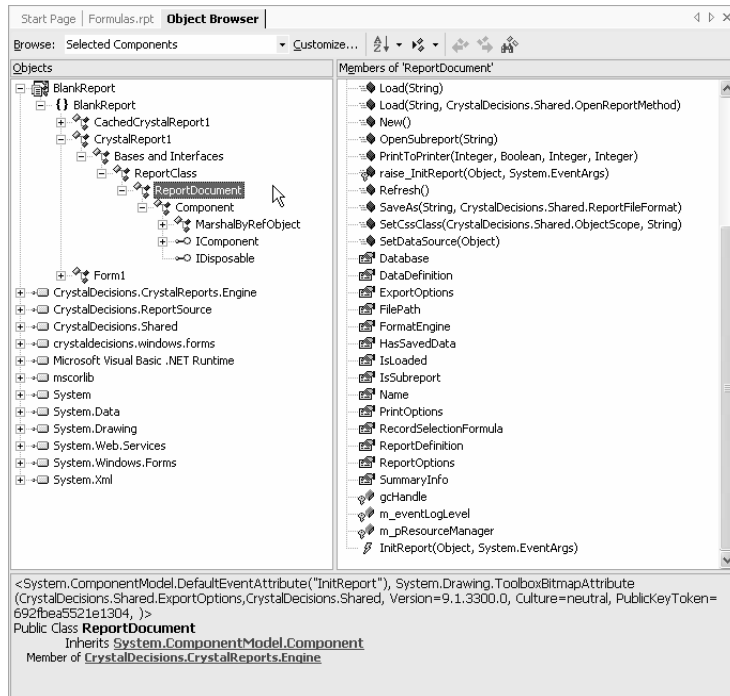 Start Page | Formulas.rpt Object Browser
Browse: Selected Components Customize...
Objects
BlankReport
{} BlankReport
CachedCrystalReport1
CrystalReport1
Bases and Interfaces
ReportClass
ReportDocument
Component
MarshalByRefObject
IComponent
IDisposable
Form1
CrystalDecisions.CrystalReports.Engine
CrystalDecisions.ReportSource
CrystalDecisions.Shared
crystaldecisions.windows.forms
Microsoft Visual Basic .NET Runtime
mscorlib
System
System.Data
System.Drawing
System.Web.Services
System.Windows.Forms
System.Xml
Members of 'ReportDocument'
Load(String)
Load(String, CrystalDecisions.Shared.OpenReportMethod)
New()
OpenSubreport(String)
PrintToPrinter(Integer, Boolean, Integer, Integer)
raise_InitReport(Object, System.EventArgs)
Refresh()
SaveAs(String, CrystalDecisions.Shared.ReportFileFormat)
SetCssClass(CrystalDecisions.Shared.ObjectScope, String)
SetDataSource(Object)
Database
DataDefinition
ExportOptions
FilePath
FormatEngine
HasSavedData
IsLoaded
IsSubreport
Name
PrintOptions
RecordSelectionFormula
ReportDefinition
ReportOptions
SummaryInfo
gcHandle
m_eventLogLevel
m_pResourceManager
InitReport(Object, System.EventArgs)
<System.ComponentModel.DefaultEventAttribute("InitReport"), System.Drawing.ToolboxBitmapAttribute
(CrystalDecisions.Shared.ExportOptions,CrystalDecisions.Shared, Version=9.1.3300.0, Culture=neutral, PublicKeyToken=
692fbea5521e1304, )>
Public Class ReportDocument
Inherits System.ComponentModel.Component
Member of CrystalDecisions.CrystalReports.Engine